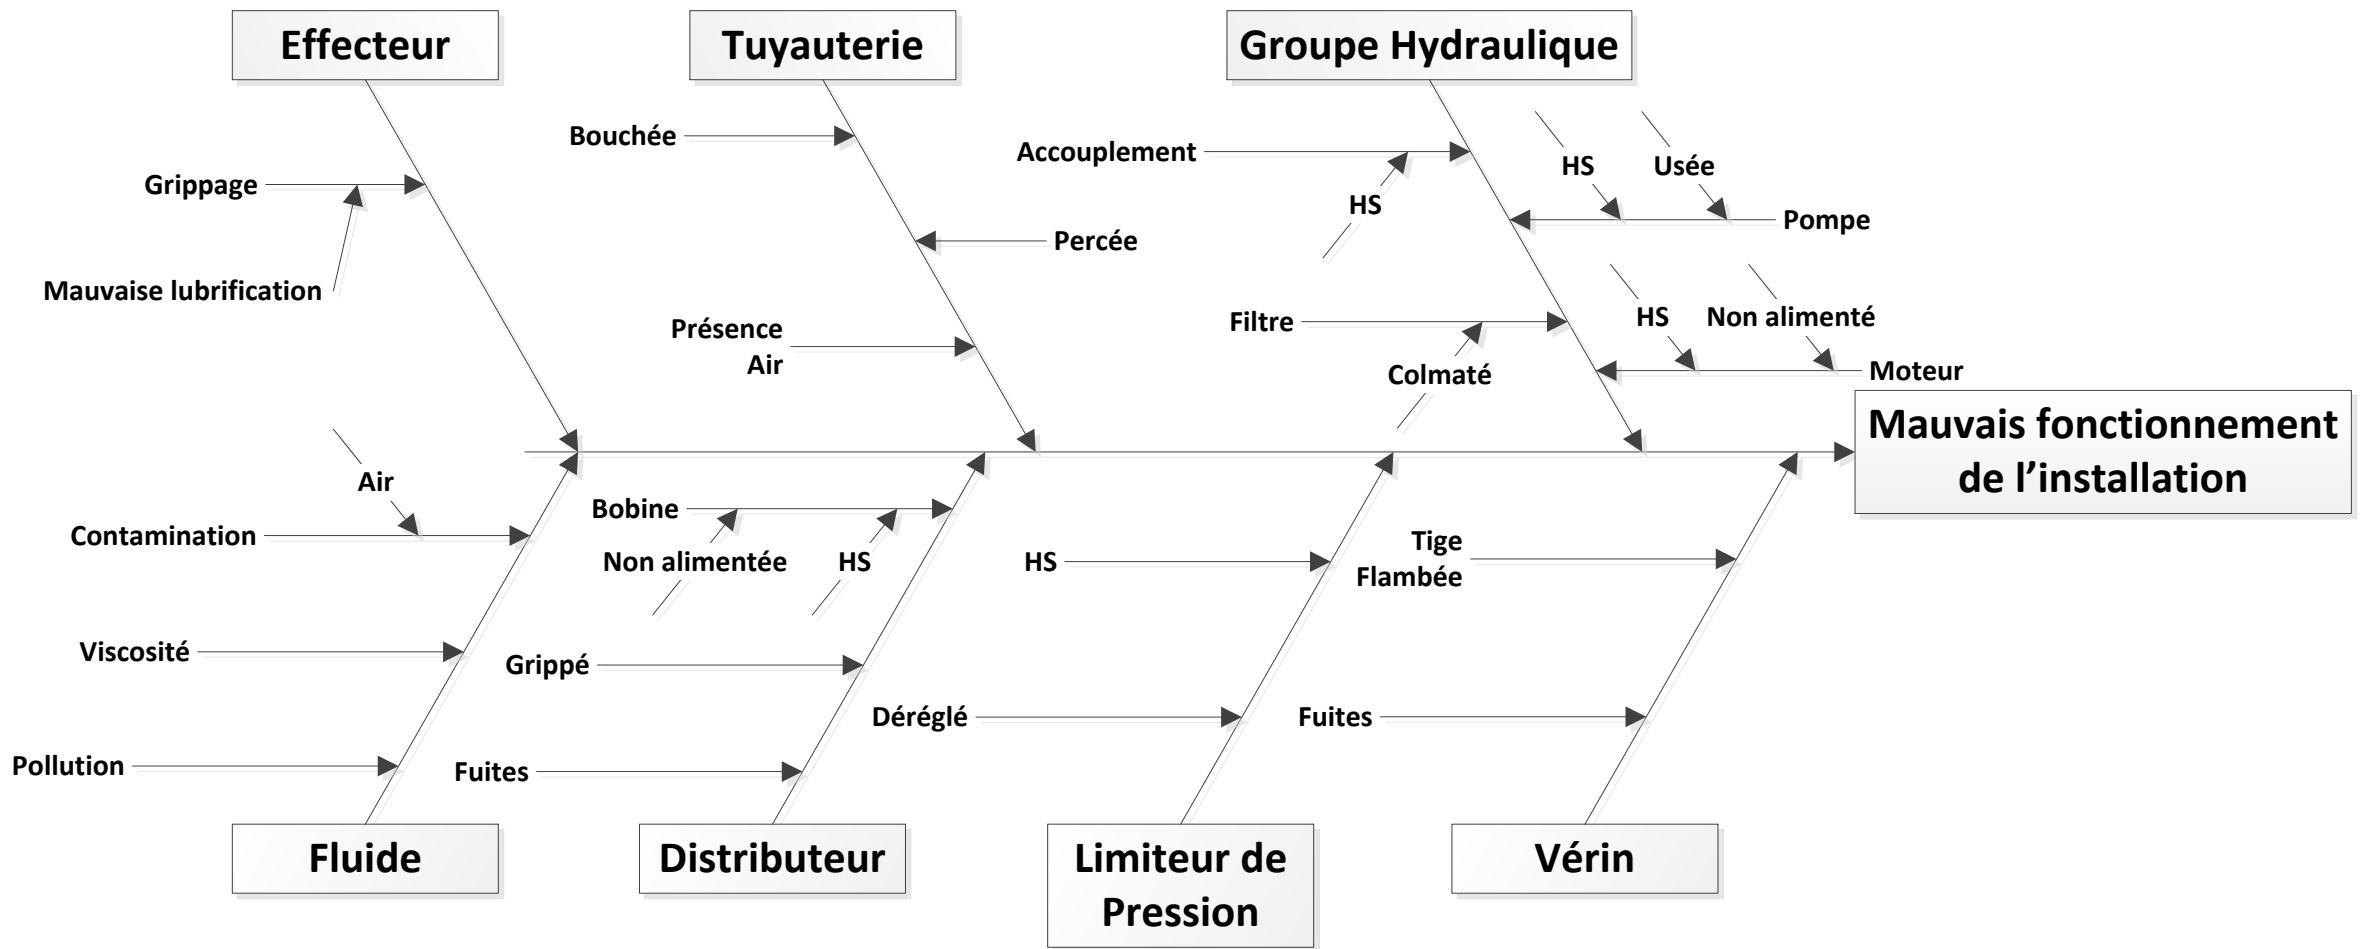 Effecteur
Tuyauterie
Groupe Hydraulique
Bouchée
Accouplement
HS
Usée
Grippage
HS
Pompe
Percée
Mauvaise lubrification
Présence
Air
Filtre
HS
Non alimenté
Colmaté
Moteur
Mauvais fonctionnement
de l’installation
Air
Contamination
Bobine
Non alimentée
HS
HS
Tige
Flambée
Viscosité
Grippé
Déréglé
Fuites
Pollution
Fuites
Fluide
Distributeur
Limiteur de
Pression
Vérin